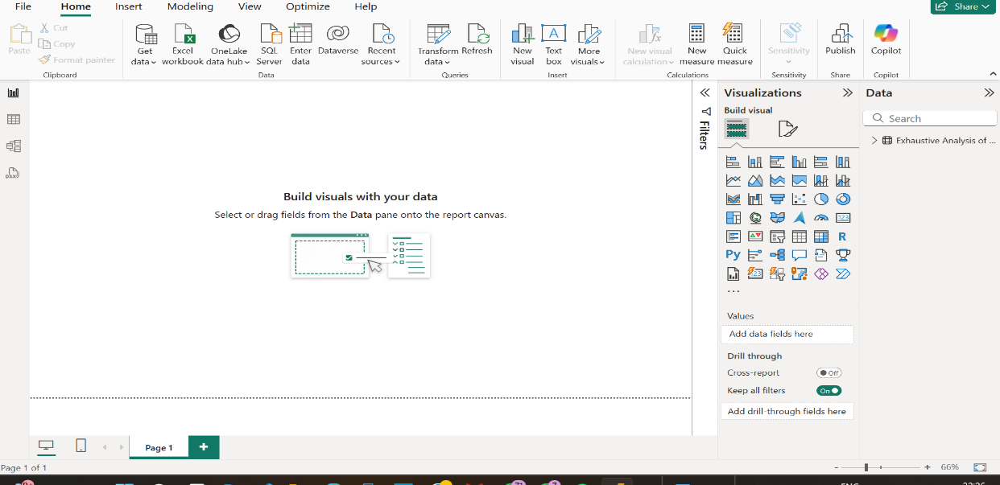 File Home Insert Modeling View Optimize Help Share
Paste
Cut
Copy
Format painter
Get data
Excel workbook
OneLake data hub
SQL Server
Enter data
Dataverse
Recent sources
Transform data
Refresh
New visual
Text box
More visuals
New visual calculation
New measure
Quick measure
Sensitivity
Publish
Copilot
Clipboard Data Queries Insert Calculations Sensitivity Share Copilot
Filters
Visualizations
Build visual
Data
Search
Exhaustive Analysis of ...
Build visuals with your data
Select or drag fields from the Data pane onto the report canvas.
123
R
Py
123
...
Values
Add data fields here
Drill through
Cross-report Off
Keep all filters On
Add drill-through fields here
Page 1
Page 1 of 1
- + 66%